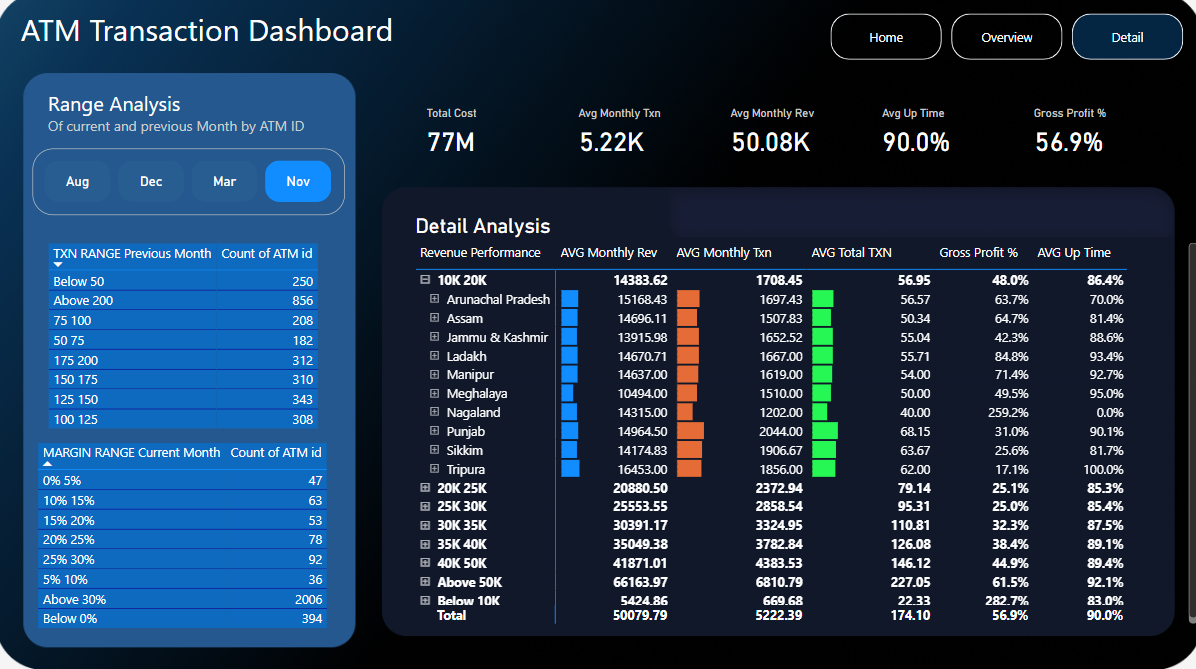 ATM Transaction Dashboard
Home Overview Detail
Range Analysis
Of current and previous Month by ATM ID
Aug Dec Mar Nov
TXN RANGE Previous Month Count of ATM id
Below 50 250
Above 200 856
75 100 208
50 75 182
175 200 312
150 175 310
125 150 343
100 125 308
MARGIN RANGE Current Month Count of ATM id
0% 5% 47
10% 15% 63
15% 20% 53
20% 25% 78
25% 30% 92
5% 10% 36
Above 30% 2006
Below 0% 394
Total Cost Avg Monthly Txn Avg Monthly Rev Avg Up Time Gross Profit %
77M 5.22K 50.08K 90.0% 56.9%
Detail Analysis
Revenue Performance AVG Monthly Rev AVG Monthly Txn AVG Total TXN Gross Profit % AVG Up Time
10K 20K 14383.62 1708.45 56.95 48.0% 86.4%
Arunachal Pradesh 15168.43 1697.43 56.57 63.7% 70.0%
Assam 14696.11 1507.83 50.34 64.7% 81.4%
Jammu & Kashmir 13915.98 1652.52 55.04 42.3% 88.6%
Ladakh 14670.71 1667.00 55.71 84.8% 93.4%
Manipur 14637.00 1619.00 54.00 71.4% 92.7%
Meghalaya 10494.00 1510.00 50.00 49.5% 95.0%
Nagaland 14315.00 1202.00 40.00 259.2% 0.0%
Punjab 14964.50 2044.00 68.15 31.0% 90.1%
Sikkim 14174.83 1906.67 63.67 25.6% 81.7%
Tripura 16453.00 1856.00 62.00 17.1% 100.0%
20K 25K 20880.50 2372.94 79.14 25.1% 85.3%
25K 30K 25553.55 2858.54 95.31 25.0% 85.4%
30K 35K 30391.17 3324.95 110.81 32.3% 87.5%
35K 40K 35049.38 3782.84 126.08 38.4% 89.1%
40K 50K 41871.01 4383.53 146.12 44.9% 89.4%
Above 50K 66163.97 6810.79 227.05 61.5% 92.1%
Below 10K 5424.86 669.68 22.33 282.7% 83.0%
Total 50079.79 5222.39 174.10 56.9% 90.0%